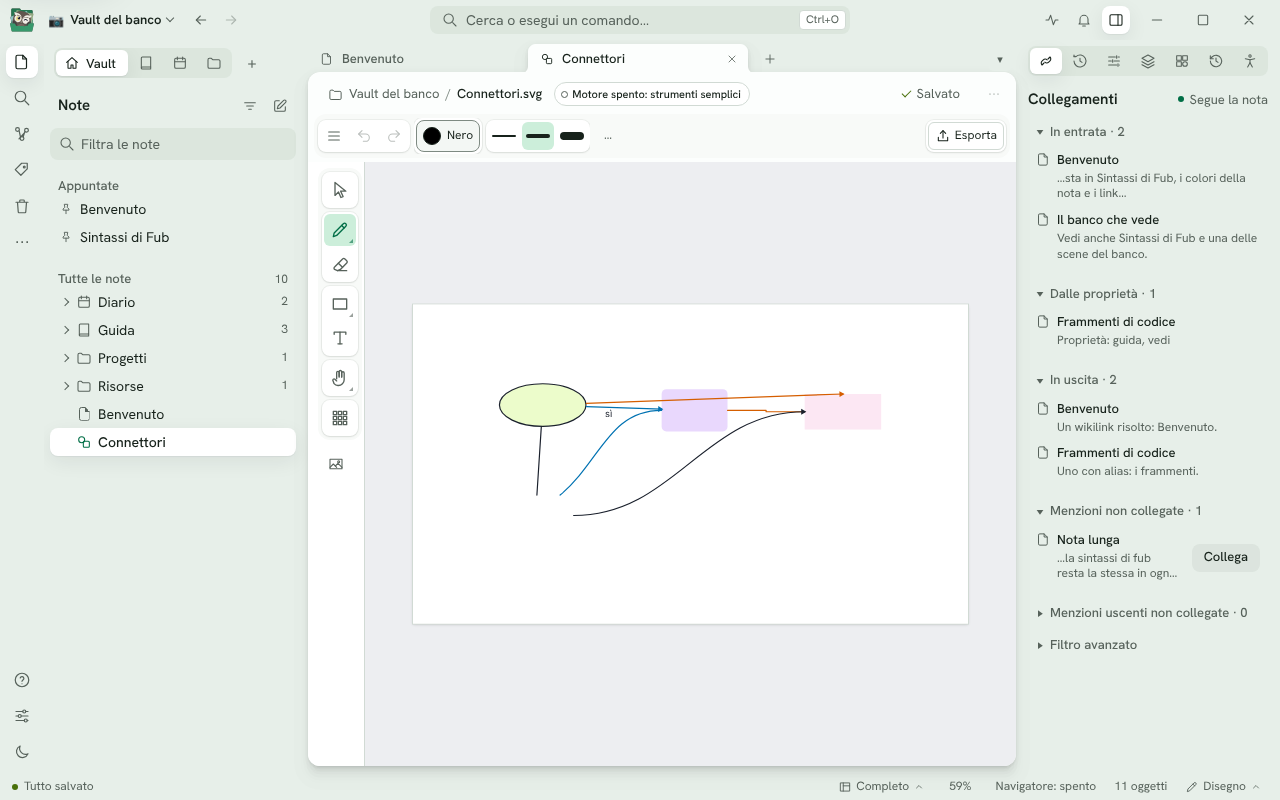 Vault del banco
Cerca o esegui un comando...
Ctrl+O
Vault
Note
Filtra le note
Appuntate
Benvenuto
Sintassi di Fub
Tutte le note 10
Diario 2
Guida 3
Progetti 1
Risorse 1
Benvenuto
Connettori
Tutto salvato
Benvenuto
Connettori
Vault del banco / Connettori.svg
Motore spento: strumenti semplici
Salvato
Nero
Esporta
sì
Collegamenti
Segue la nota
In entrata · 2
Benvenuto
...sta in Sintassi di Fub, i colori della
nota e i link...
Il banco che vede
Vedi anche Sintassi di Fub e una delle
scene del banco.
Dalle proprietà · 1
Frammenti di codice
Proprietà: guida, vedi
In uscita · 2
Benvenuto
Un wikilink risolto: Benvenuto.
Frammenti di codice
Uno con alias: i frammenti.
Menzioni non collegate · 1
Nota lunga
...la sintassi di fub
resta la stessa in ogn...
Collega
Menzioni uscenti non collegate · 0
Filtro avanzato
Completo
59%
Navigatore: spento
11 oggetti
Disegno